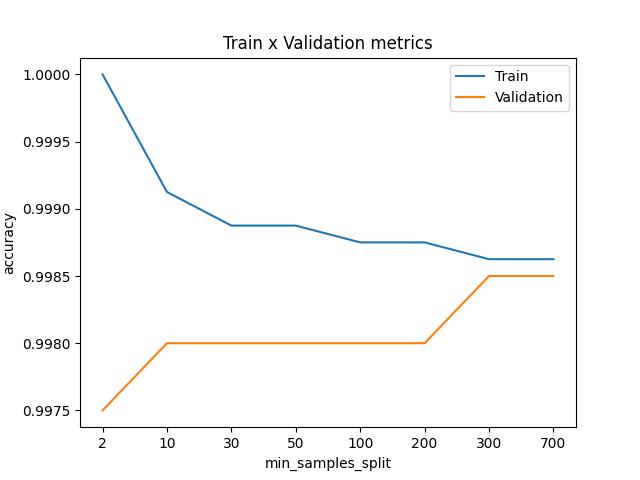 Train x Validation metrics
Train
Validation
accuracy
1.0000
0.9995
0.9990
0.9985
0.9980
0.9975
2 10 30 50 100 200 300 700
min_samples_split